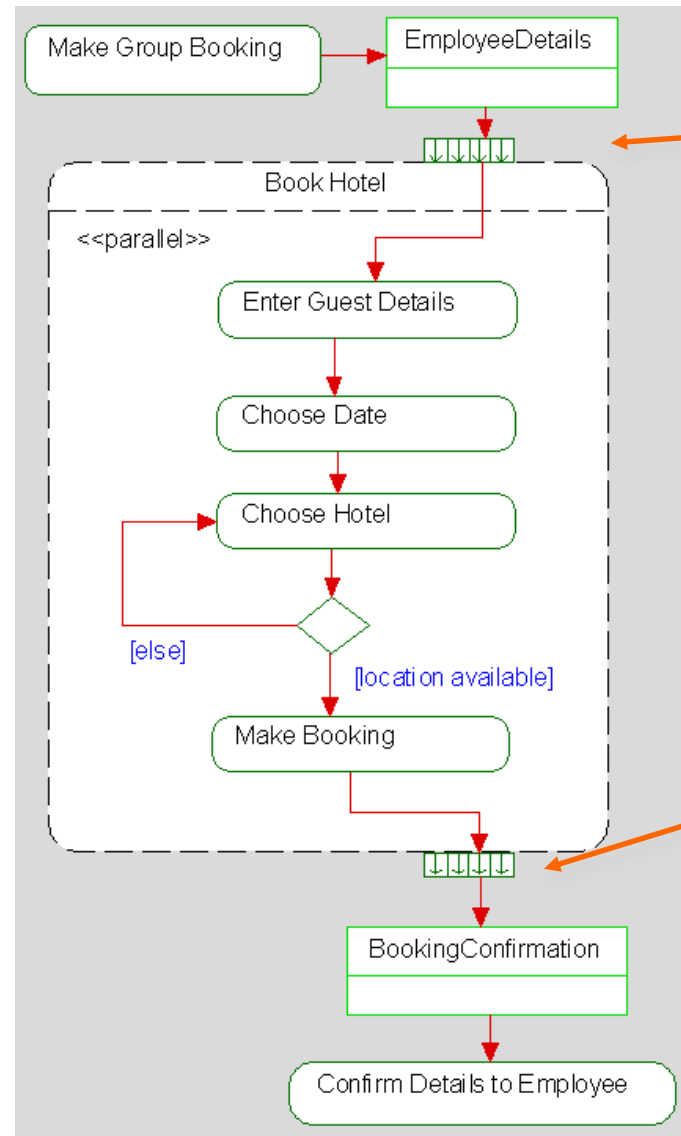 Make Group Booking
EmployeeDetails
Book Hotel
<<parallel>>
Enter Guest Details
Choose Date
Choose Hotel
[else]
[location available]
Make Booking
BookingConfirmation
Confirm Details to Employee